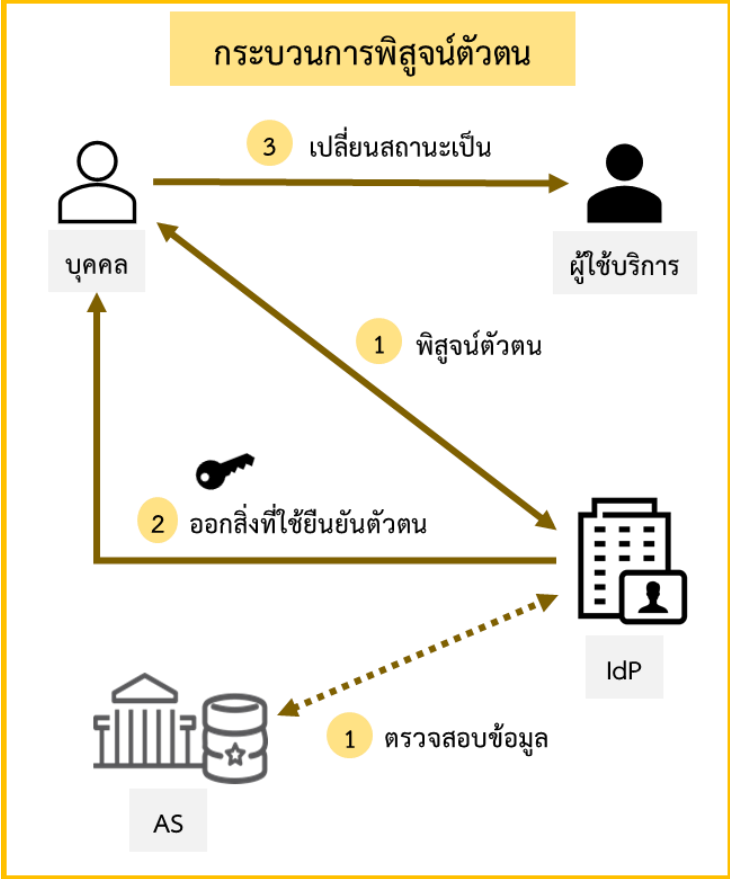 กระบวนการพิสูจน์ตัวตน
3 เปลี่ยนสถานะเป็น
บุคคล
ผู้ใช้บริการ
1 พิสูจน์ตัวตน
2 ออกสิ่งที่ใช้ยืนยันตัวตน
IdP
1 ตรวจสอบข้อมูล
AS